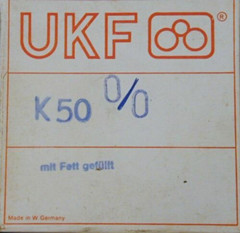 UKF ®
K50 0/0
mit Fett gefüllt
Made in W. Germany